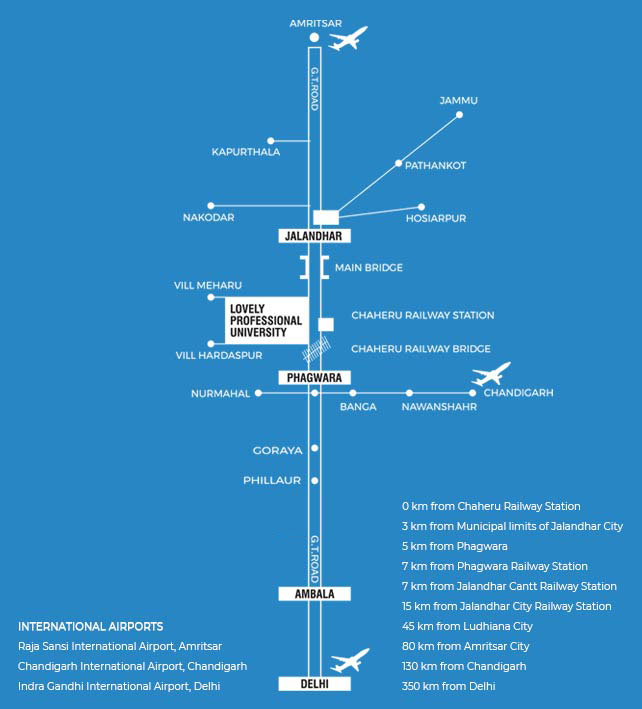 AMRITSAR
G.T.ROAD
JAMMU
KAPURTHALA
PATHANKOT
NAKODAR
HOSIARPUR
JALANDHAR
MAIN BRIDGE
VILL MEHARU
LOVELY
PROFESSIONAL
UNIVERSITY
CHAHERU RAILWAY STATION
CHAHERU RAILWAY BRIDGE
VILL HARDASPUR
PHAGWARA
NURMAHAL
CHANDIGARH
BANGA
NAWANSHAHR
GORAYA
PHILLAUR
G.T.ROAD
AMBALA
DELHI
INTERNATIONAL AIRPORTS
Raja Sansi International Airport, Amritsar
Chandigarh International Airport, Chandigarh
Indra Gandhi International Airport, Delhi
0 km from Chaheru Railway Station
3 km from Municipal limits of Jalandhar City
5 km from Phagwara
7 km from Phagwara Railway Station
7 km from Jalandhar Cantt Railway Station
15 km from Jalandhar City Railway Station
45 km from Ludhiana City
80 km from Amritsar City
130 km from Chandigarh
350 km from Delhi